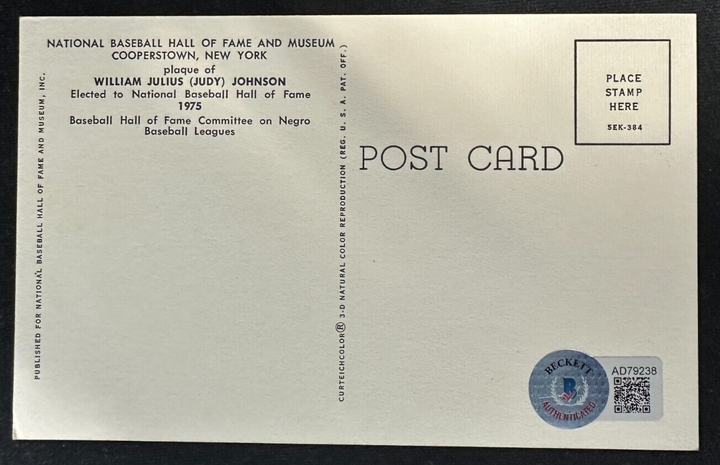 NATIONAL BASEBALL HALL OF FAME AND MUSEUM
COOPERSTOWN, NEW YORK
plaque of
WILLIAM JULIUS (JUDY) JOHNSON
Elected to National Baseball Hall of Fame
1975
Baseball Hall of Fame Committee on Negro
Baseball Leagues
PUBLISHED FOR NATIONAL BASEBALL HALL OF FAME AND MUSEUM, INC.
CURTEICHCOLOR® 3-D NATURAL COLOR REPRODUCTION (REG. U. S. A. PAT. OFF.)
POST CARD
PLACE
STAMP
HERE
5EK-384
BECKETT
B
AUTHENTICATED
AD79238